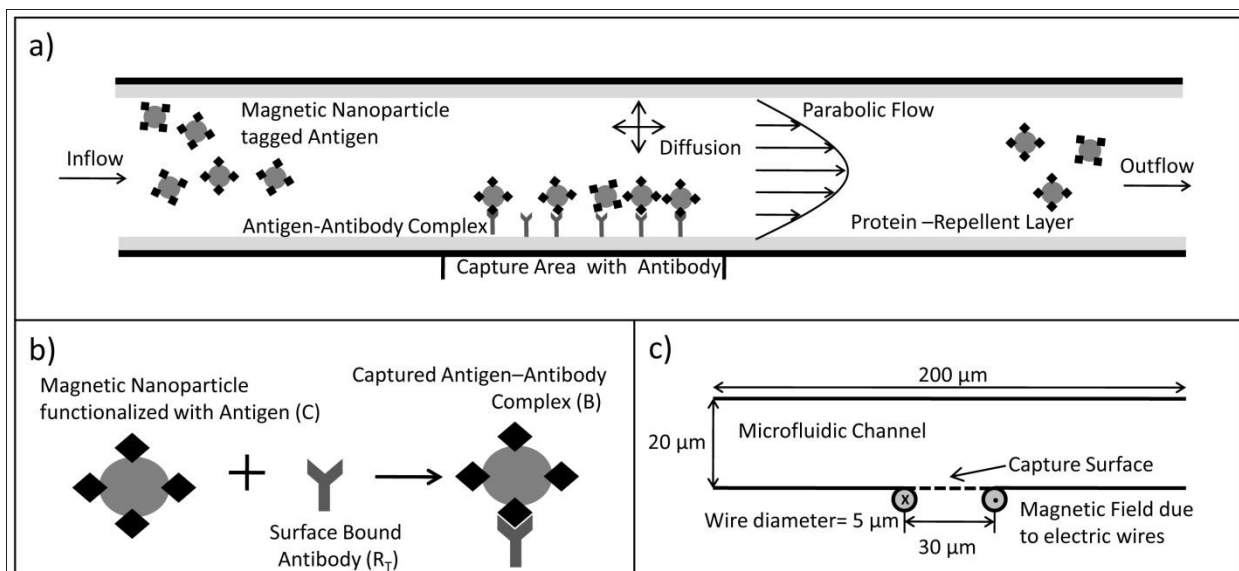 a)
Magnetic Nanoparticle
tagged Antigen
Parabolic Flow
Inflow
Diffusion
Outflow
Antigen-Antibody Complex
Protein –Repellent Layer
Capture Area with Antibody
b)
Magnetic Nanoparticle
functionalized with Antigen (C)
Captured Antigen–Antibody
Complex (B)
Surface Bound
Antibody (R_T)
c)
200 µm
20 µm
Microfluidic Channel
Capture Surface
x
Wire diameter= 5 µm
30 µm
Magnetic Field due
to electric wires